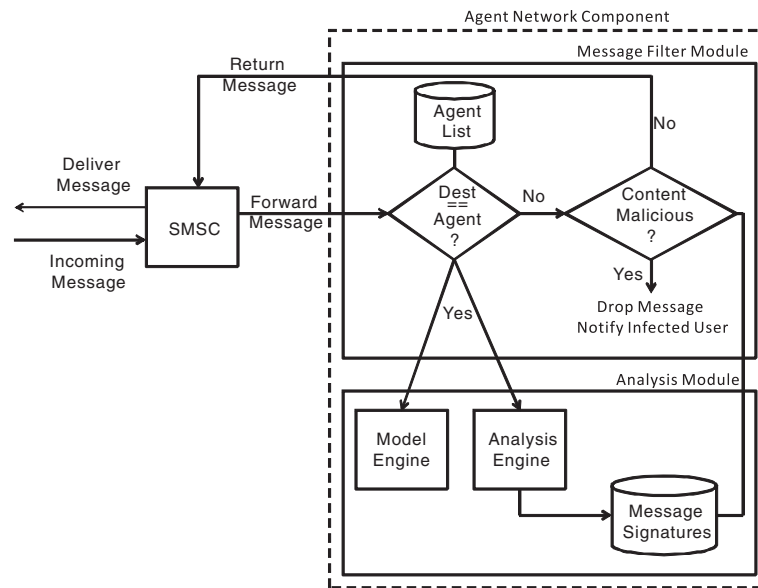 Agent Network Component
Message Filter Module
Return
Message
Agent
List
No
Deliver
Message
Forward
Message
Dest
==
Agent
?
No
Content
Malicious
?
SMSC
Incoming
Message
Yes
Drop Message
Notify Infected User
Yes
Analysis Module
Model
Engine
Analysis
Engine
Message
Signatures